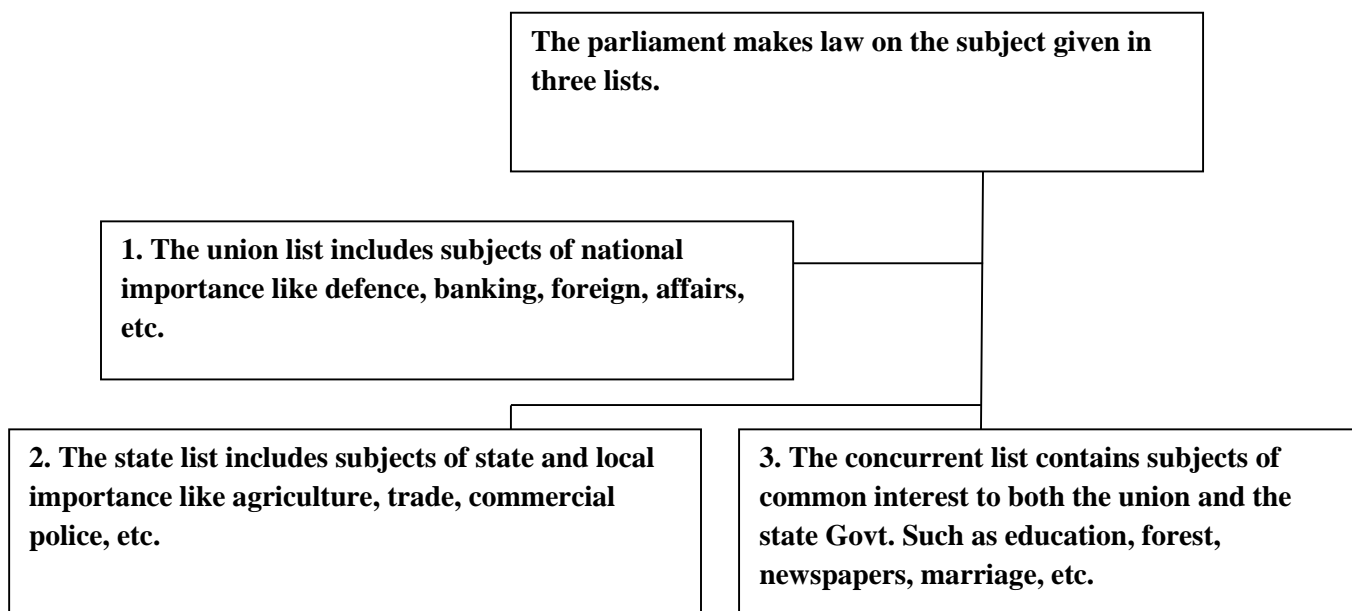 The parliament makes law on the subject given in
three lists.
1. The union list includes subjects of national
importance like defence, banking, foreign, affairs,
etc.
2. The state list includes subjects of state and local
importance like agriculture, trade, commercial
police, etc.
3. The concurrent list contains subjects of
common interest to both the union and the
state Govt. Such as education, forest,
newspapers, marriage, etc.